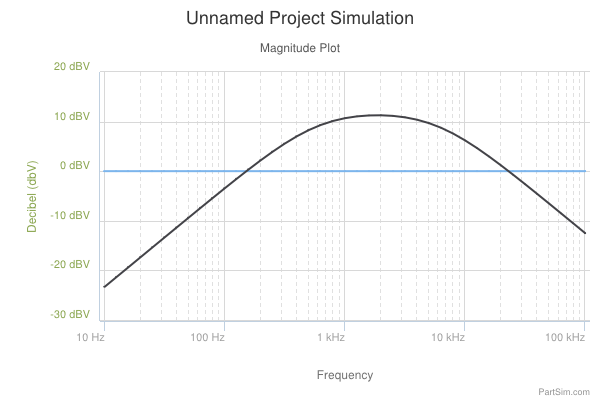 Unnamed Project Simulation
Magnitude Plot
20 dBV
10 dBV
0 dBV
-10 dBV
-20 dBV
-30 dBV
Decibel (dbV)
10 Hz
100 Hz
1 kHz
10 kHz
100 kHz
Frequency
PartSim.com